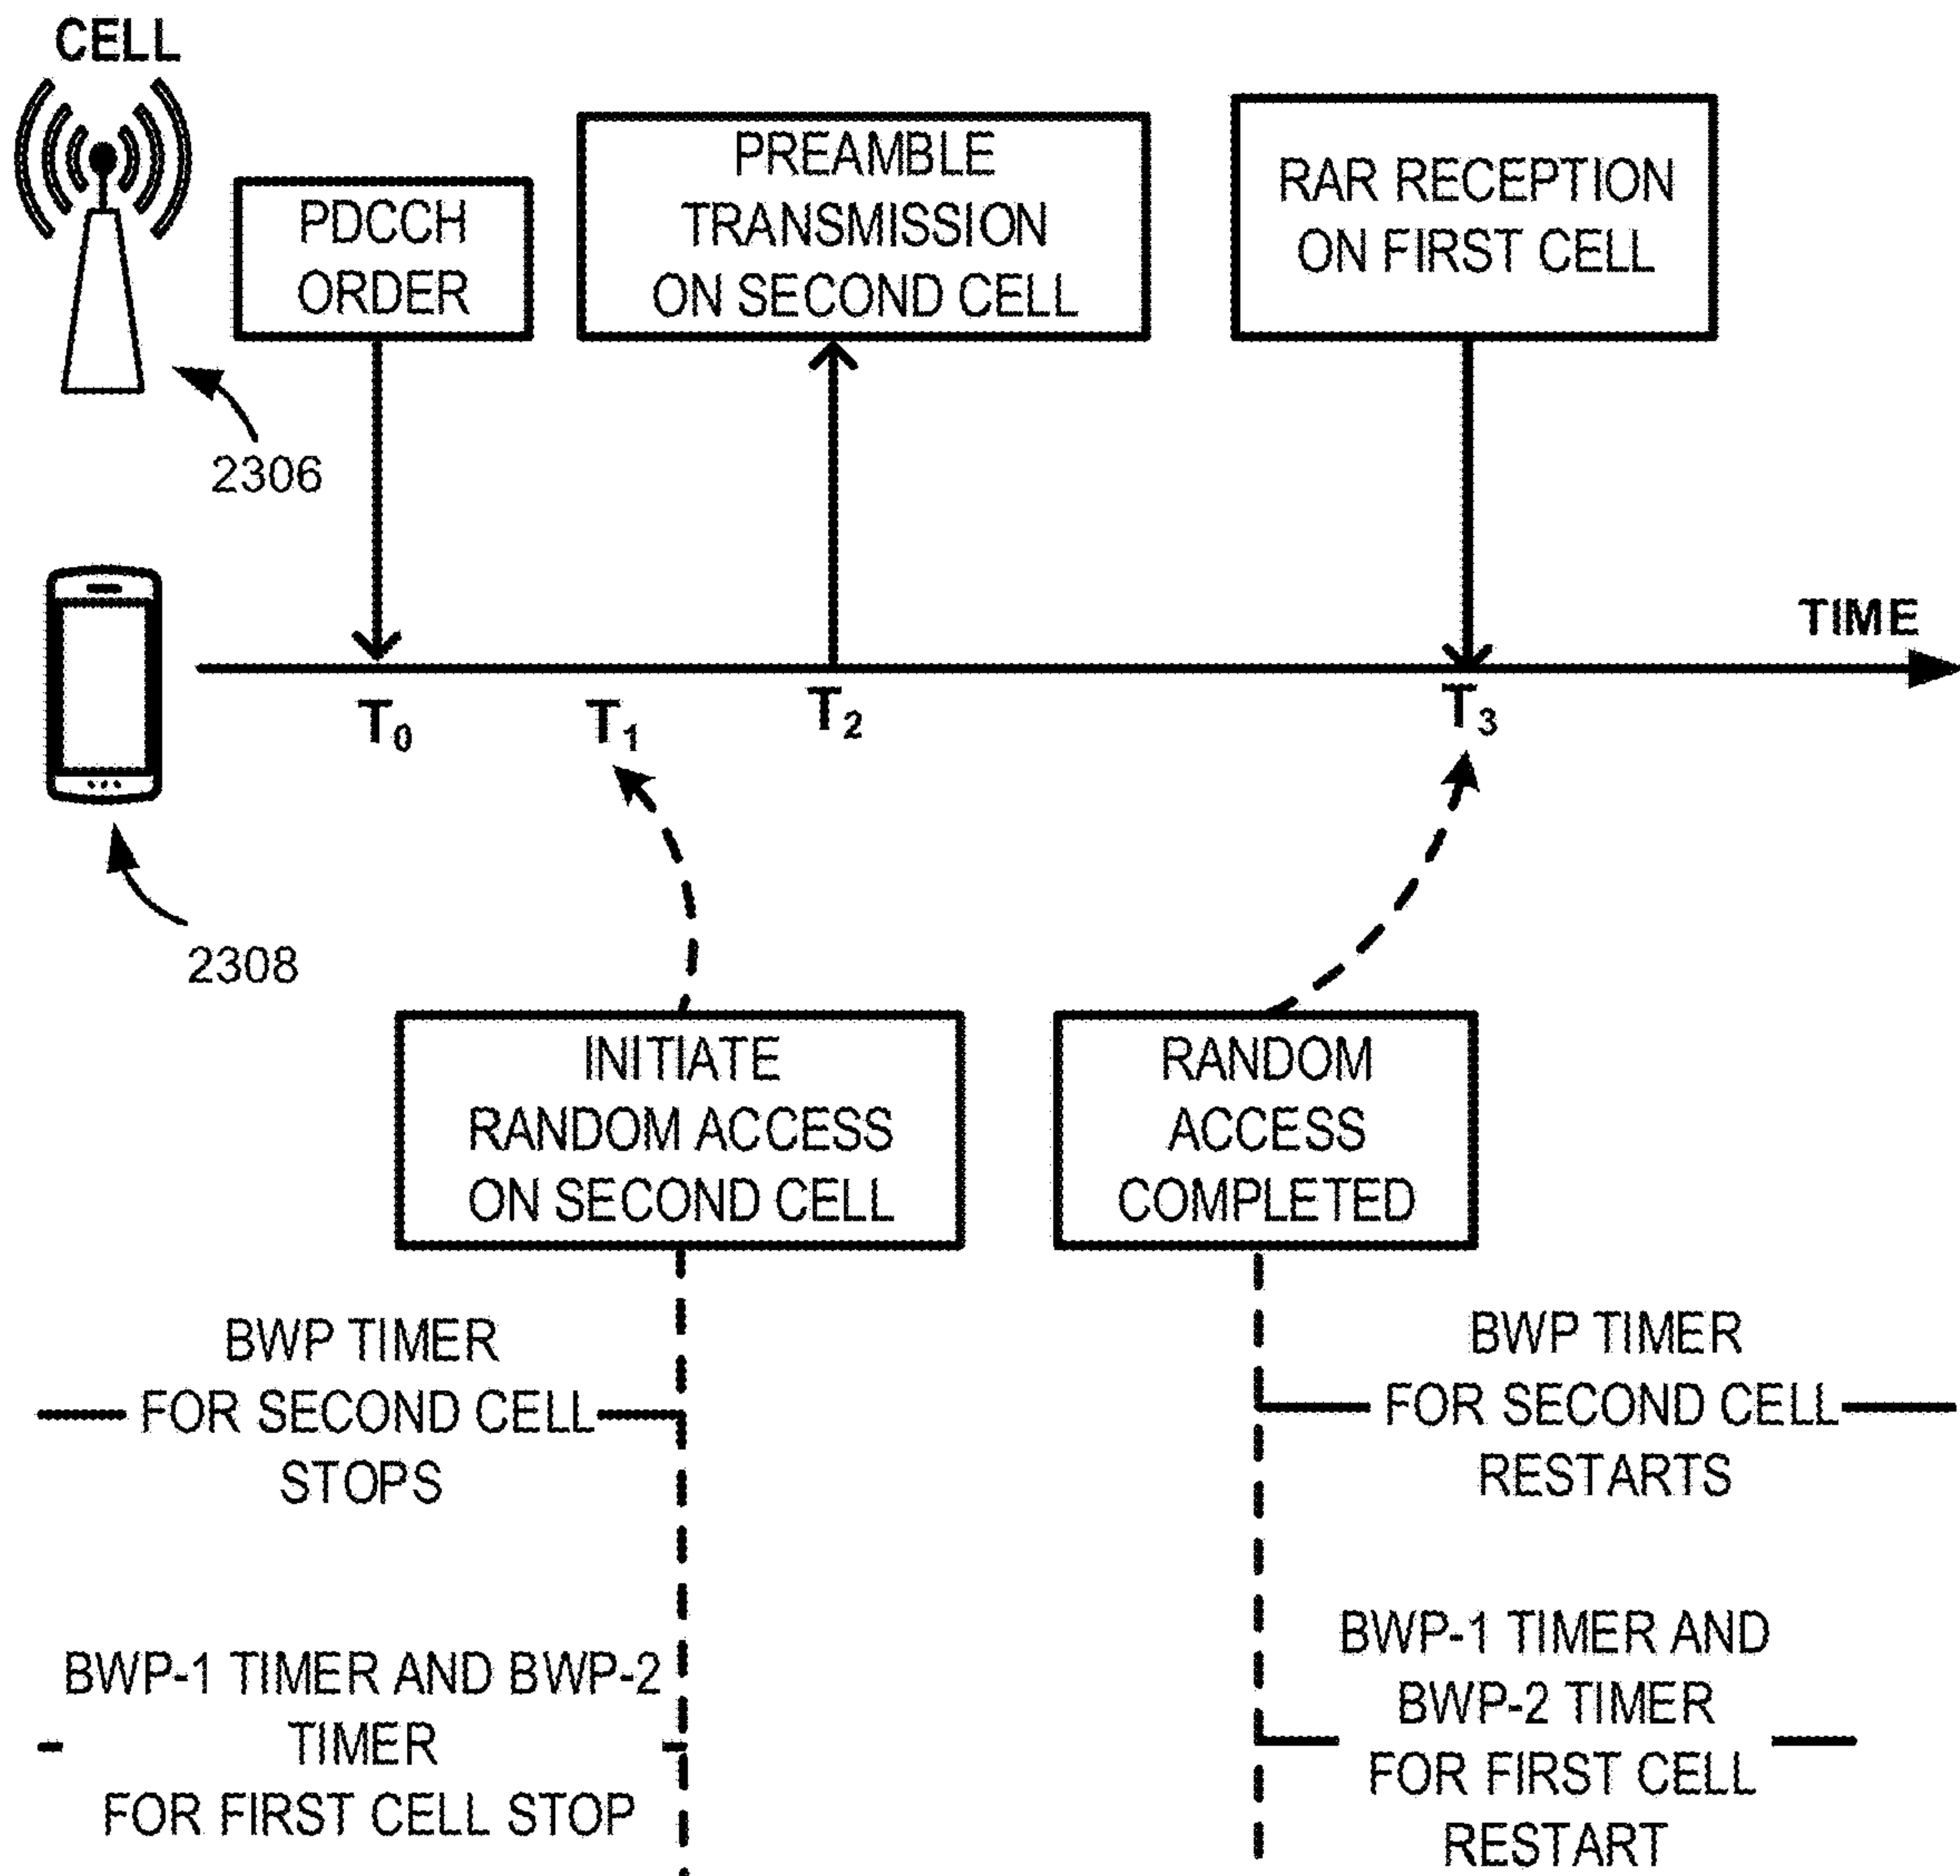 CELL
PDCCH
ORDER
PREAMBLE
TRANSMISSION
ON SECOND CELL
RAR RECEPTION
ON FIRST CELL
2306
TIME
T0
T1
T2
T3
2308
INITIATE
RANDOM ACCESS
ON SECOND CELL
RANDOM
ACCESS
COMPLETED
BWP TIMER
FOR SECOND CELL
STOPS
BWP TIMER
FOR SECOND CELL
RESTARTS
BWP-1 TIMER AND BWP-2
TIMER
FOR FIRST CELL STOP
BWP-1 TIMER AND
BWP-2 TIMER
FOR FIRST CELL
RESTART